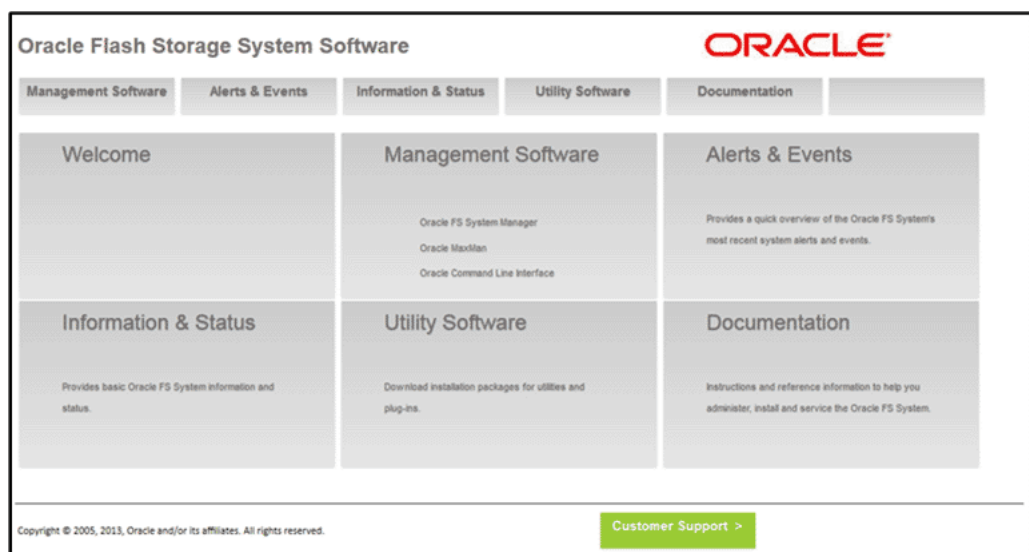 Oracle Flash Storage System Software
ORACLE
Management Software
Alerts & Events
Information & Status
Utility Software
Documentation
Welcome
Management Software
Oracle FS System Manager
Oracle MaxMan
Oracle Command Line Interface
Alerts & Events
Provides a quick overview of the Oracle FS System's
most recent system alerts and events.
Information & Status
Provides basic Oracle FS System information and
status.
Utility Software
Download installation packages for utilities and
plug-ins.
Documentation
Instructions and reference information to help you
administer, install and service the Oracle FS System.
Copyright © 2005, 2013, Oracle and/or its affiliates. All rights reserved.
Customer Support >